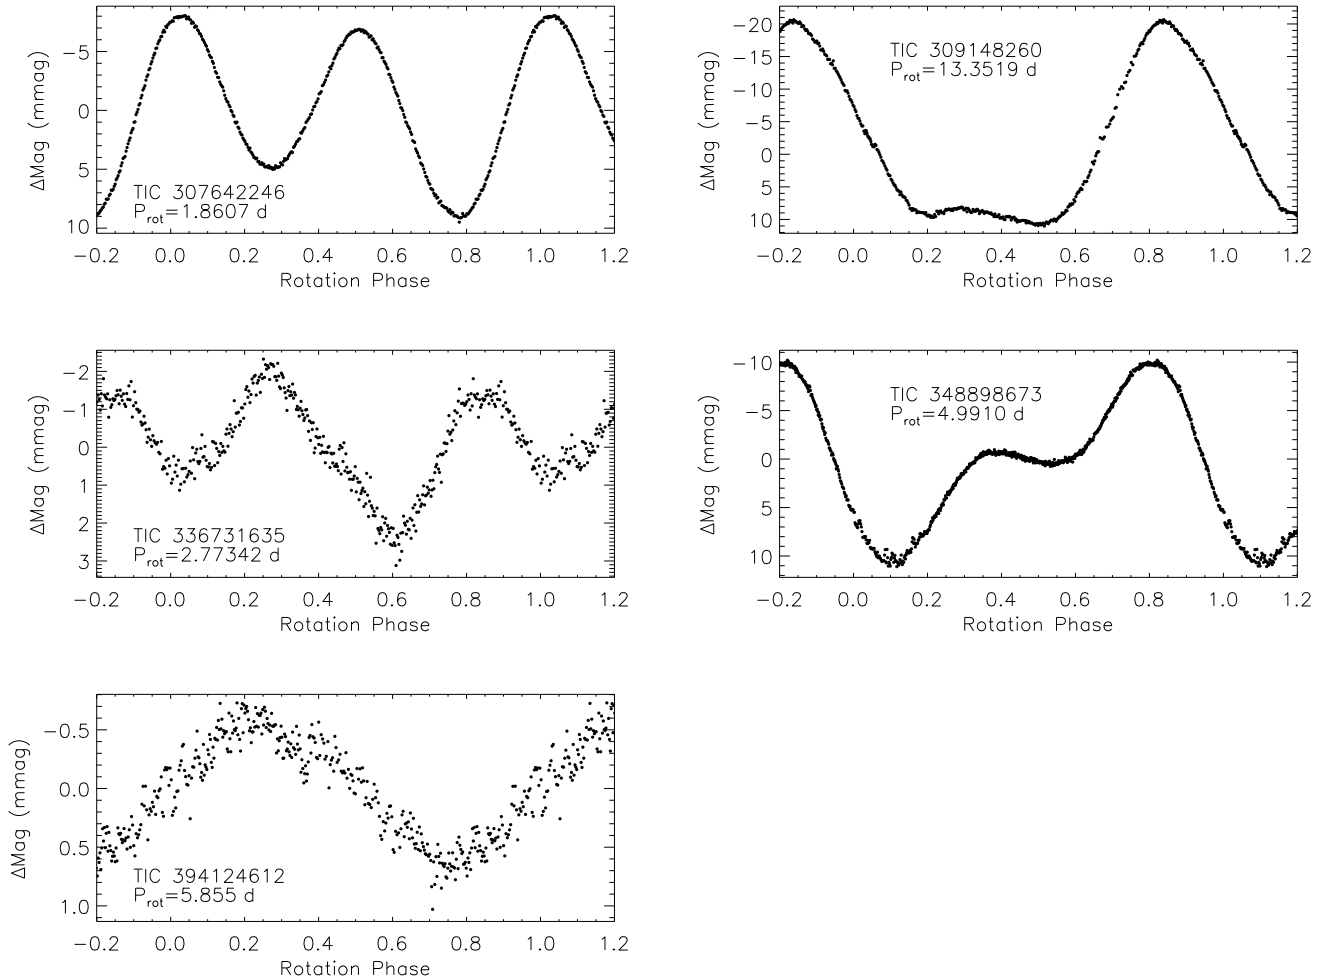 -5
0
5
10
ΔMag (mmag)
TIC 307642246
Prot=1.8607 d
-0.2 0.0 0.2 0.4 0.6 0.8 1.0 1.2
Rotation Phase
-20
-15
-10
-5
0
5
10
ΔMag (mmag)
TIC 309148260
Prot=13.3519 d
-0.2 0.0 0.2 0.4 0.6 0.8 1.0 1.2
Rotation Phase
-2
-1
0
1
2
3
ΔMag (mmag)
TIC 336731635
Prot=2.77342 d
-0.2 0.0 0.2 0.4 0.6 0.8 1.0 1.2
Rotation Phase
-10
-5
0
5
10
ΔMag (mmag)
TIC 348898673
Prot=4.9910 d
-0.2 0.0 0.2 0.4 0.6 0.8 1.0 1.2
Rotation Phase
-0.5
0.0
0.5
1.0
ΔMag (mmag)
TIC 394124612
Prot=5.855 d
-0.2 0.0 0.2 0.4 0.6 0.8 1.0 1.2
Rotation Phase